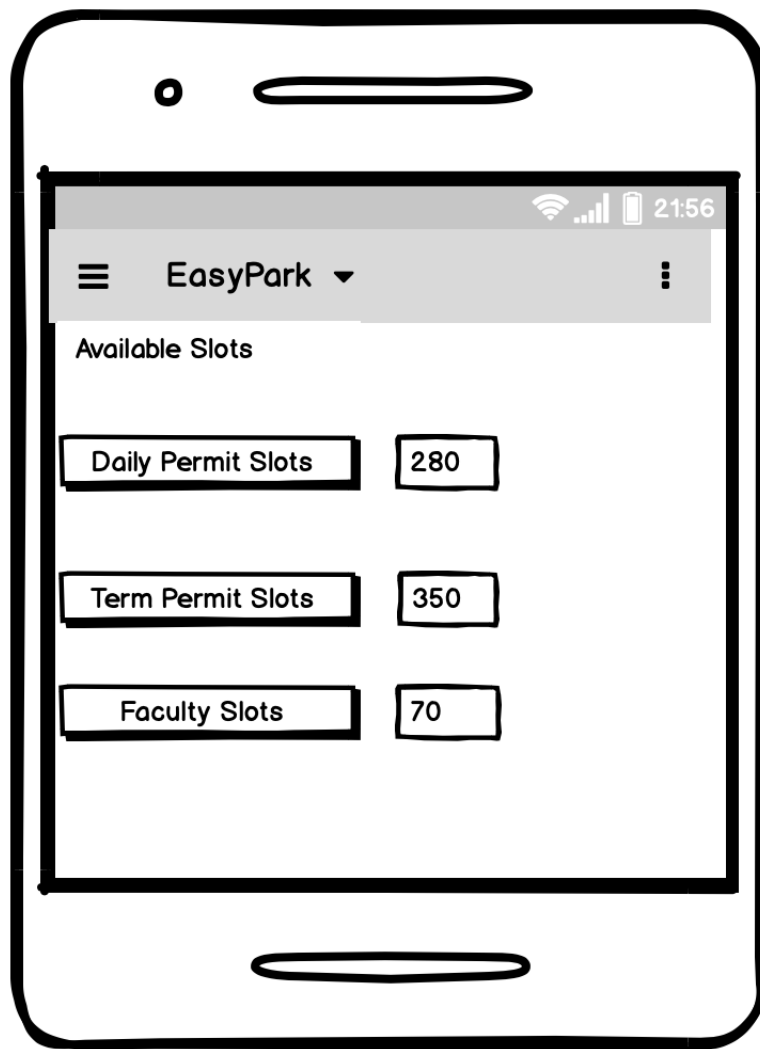 21:56
EasyPark
Available Slots
Daily Permit Slots 280
Term Permit Slots 350
Faculty Slots 70